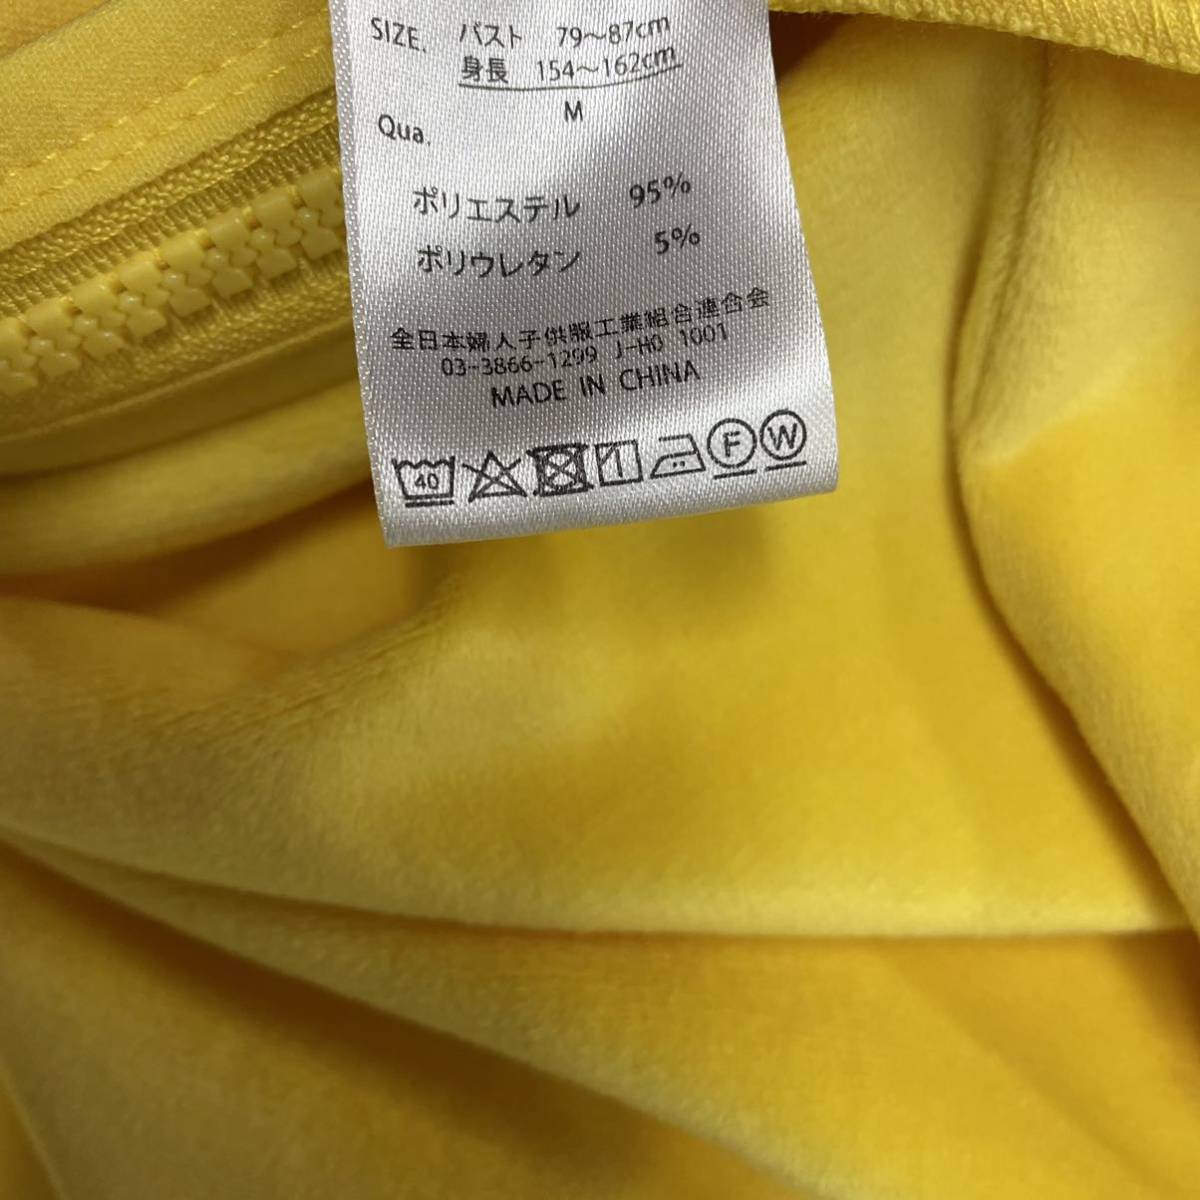 SIZE. バスト 79〜87cm
身長 154〜162cm
M
Qua.
ポリエステル 95%
ポリウレタン 5%
全日本婦人子供服工業組合連合会
03-3866-1299 J-HO 1001
MADE IN CHINA
40 F W